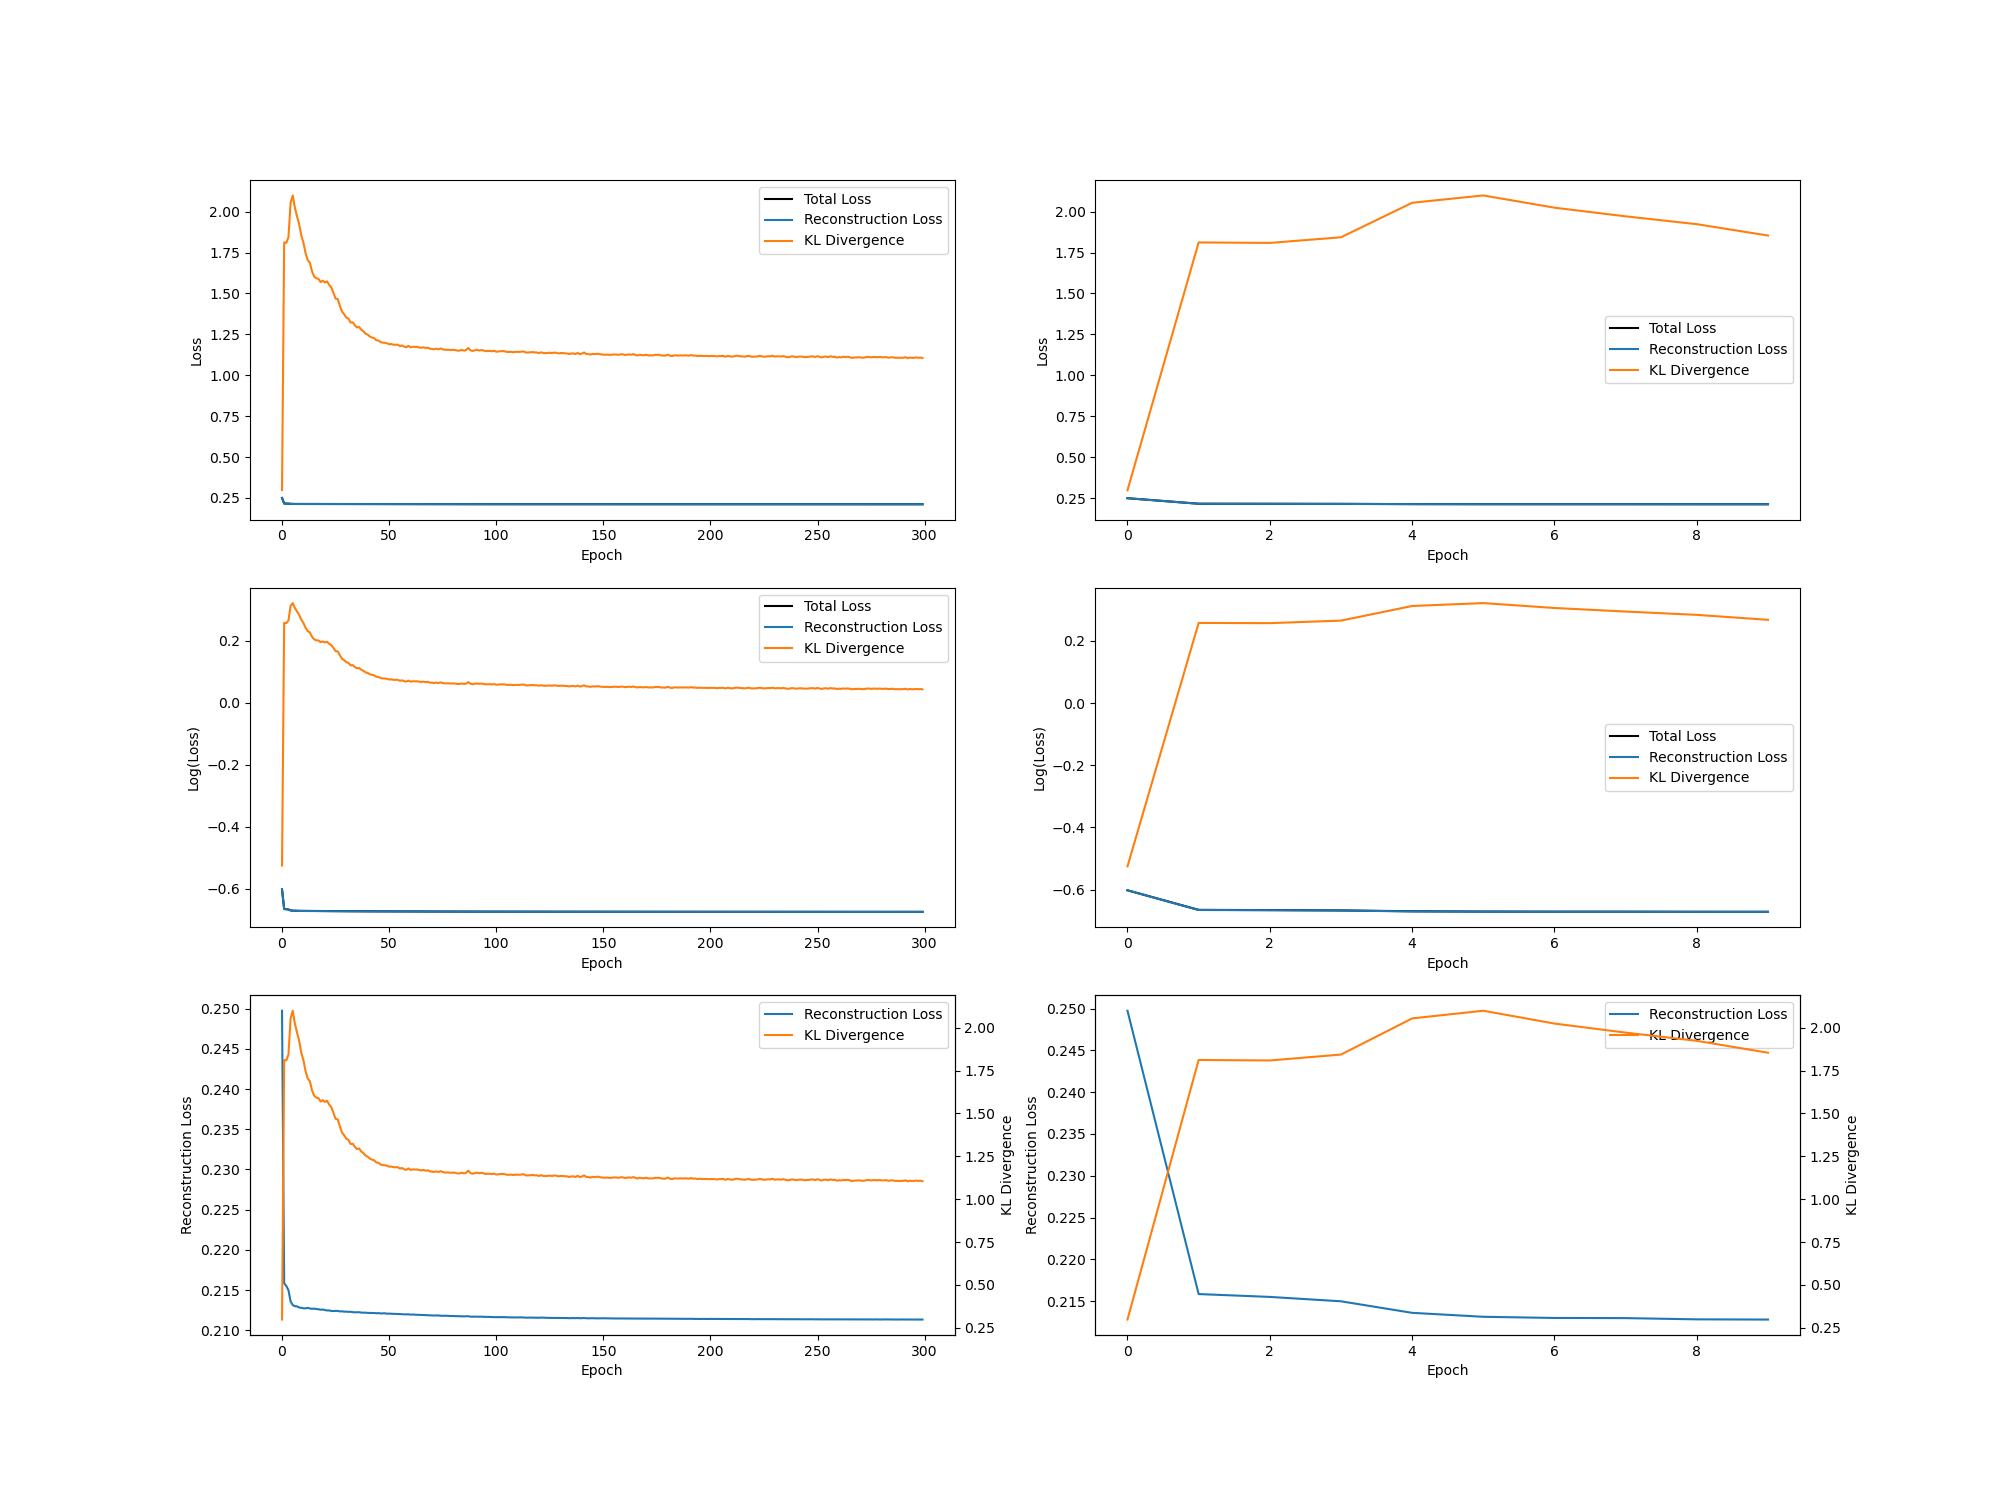 2.00
1.75
1.50
1.25
1.00
0.75
0.50
0.25
Loss
0 50 100 150 200 250 300
Epoch
Total Loss
Reconstruction Loss
KL Divergence
2.00
1.75
1.50
1.25
1.00
0.75
0.50
0.25
Loss
0 2 4 6 8
Epoch
Total Loss
Reconstruction Loss
KL Divergence
0.2
0.0
−0.2
−0.4
−0.6
Log(Loss)
0 50 100 150 200 250 300
Epoch
Total Loss
Reconstruction Loss
KL Divergence
0.2
0.0
−0.2
−0.4
−0.6
Log(Loss)
0 2 4 6 8
Epoch
Total Loss
Reconstruction Loss
KL Divergence
0.250
0.245
0.240
0.235
0.230
0.225
0.220
0.215
0.210
Reconstruction Loss
0 50 100 150 200 250 300
Epoch
Reconstruction Loss
KL Divergence
2.00
1.75
1.50
1.25
1.00
0.75
0.50
0.25
KL Divergence
0.250
0.245
0.240
0.235
0.230
0.225
0.220
0.215
Reconstruction Loss
0 2 4 6 8
Epoch
Reconstruction Loss
KL Divergence
2.00
1.75
1.50
1.25
1.00
0.75
0.50
0.25
KL Divergence